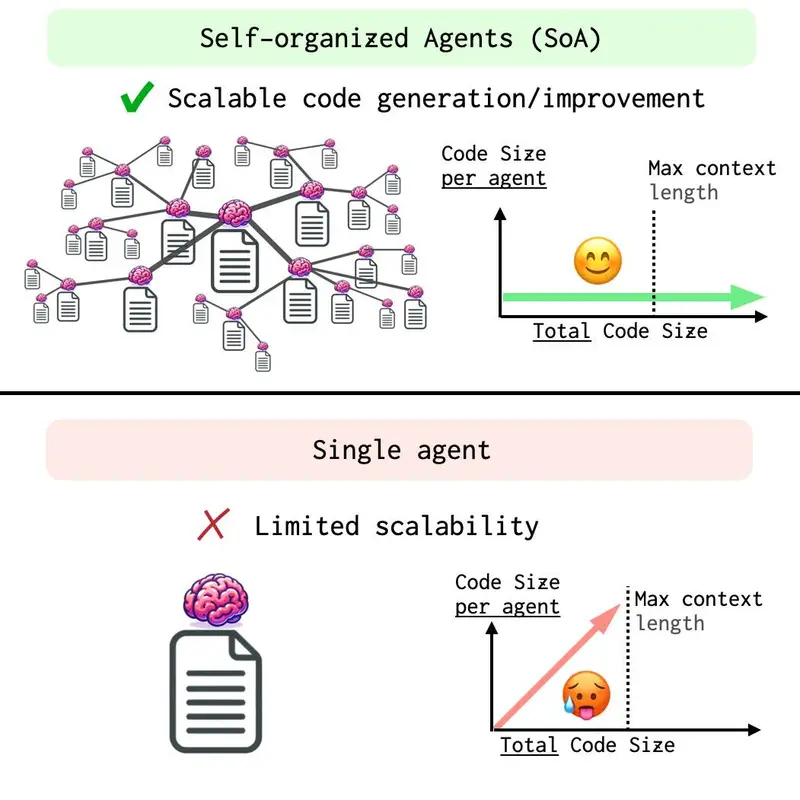 Self-organized Agents (SoA)
Scalable code generation/improvement
Code Size
per agent
Max context
length
Total Code Size
Single agent
Limited scalability
Code Size
per agent
Max context
length
Total Code Size